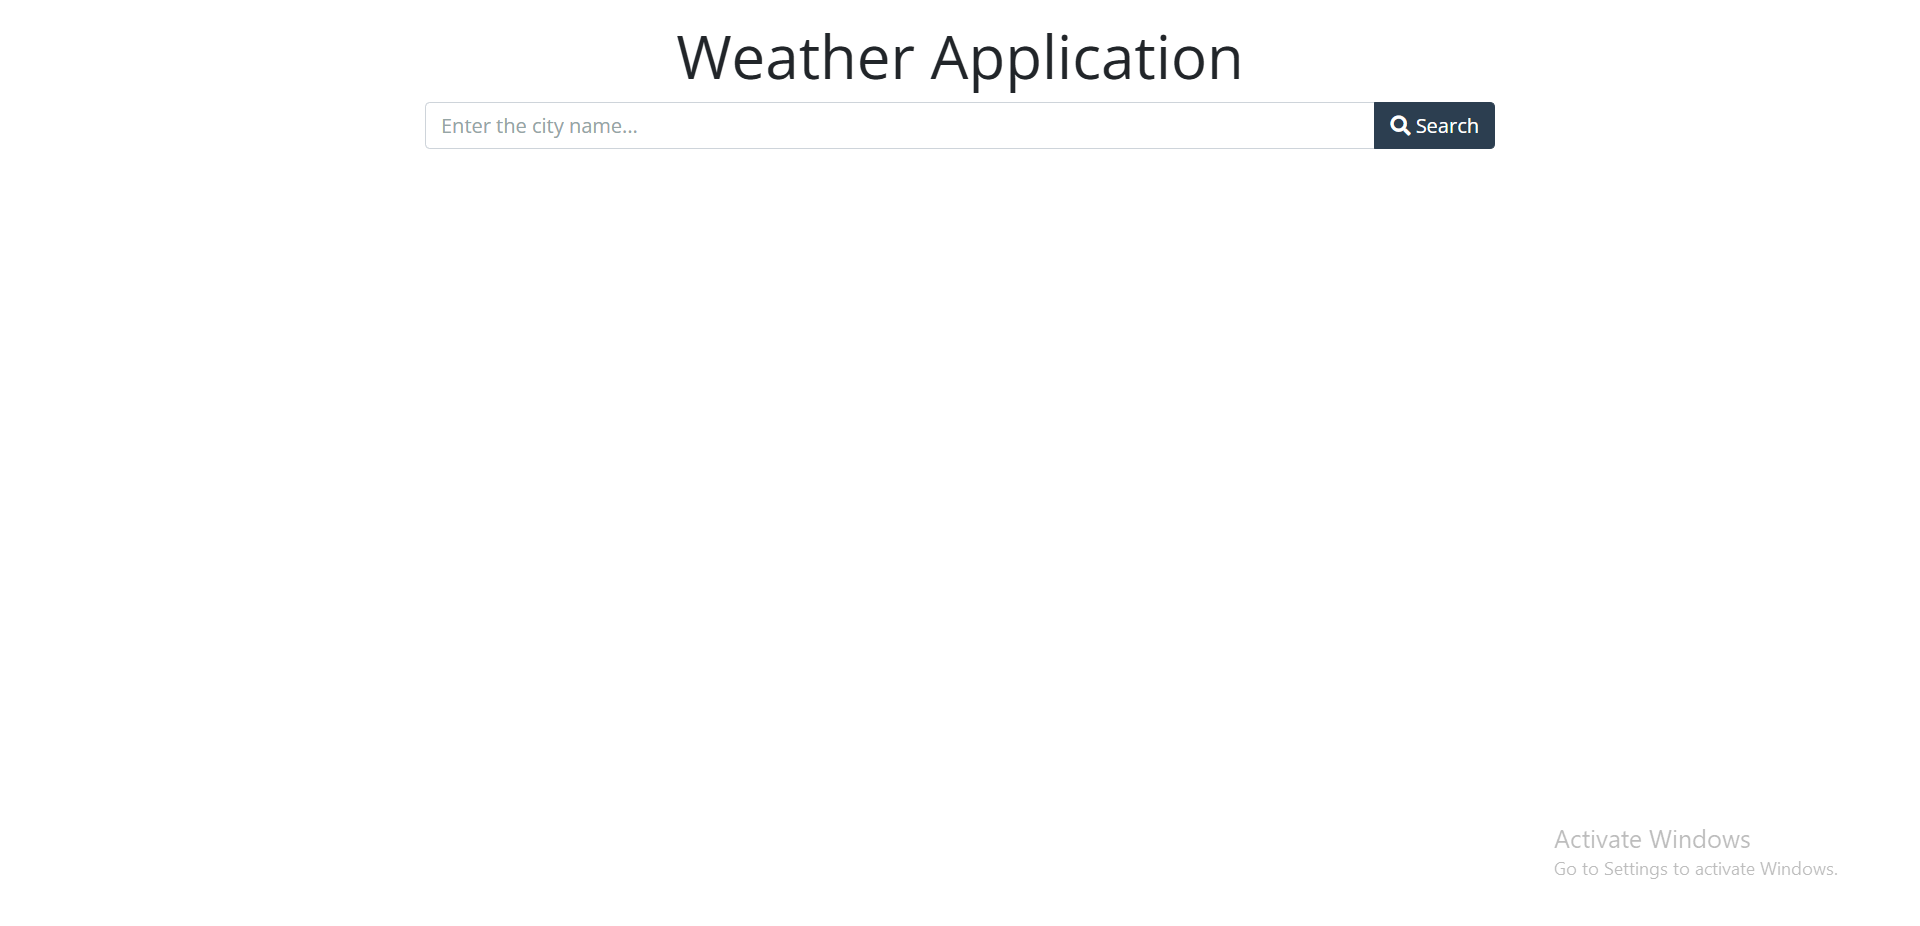 Weather Application
Enter the city name...
Search
Activate Windows
Go to Settings to activate Windows.